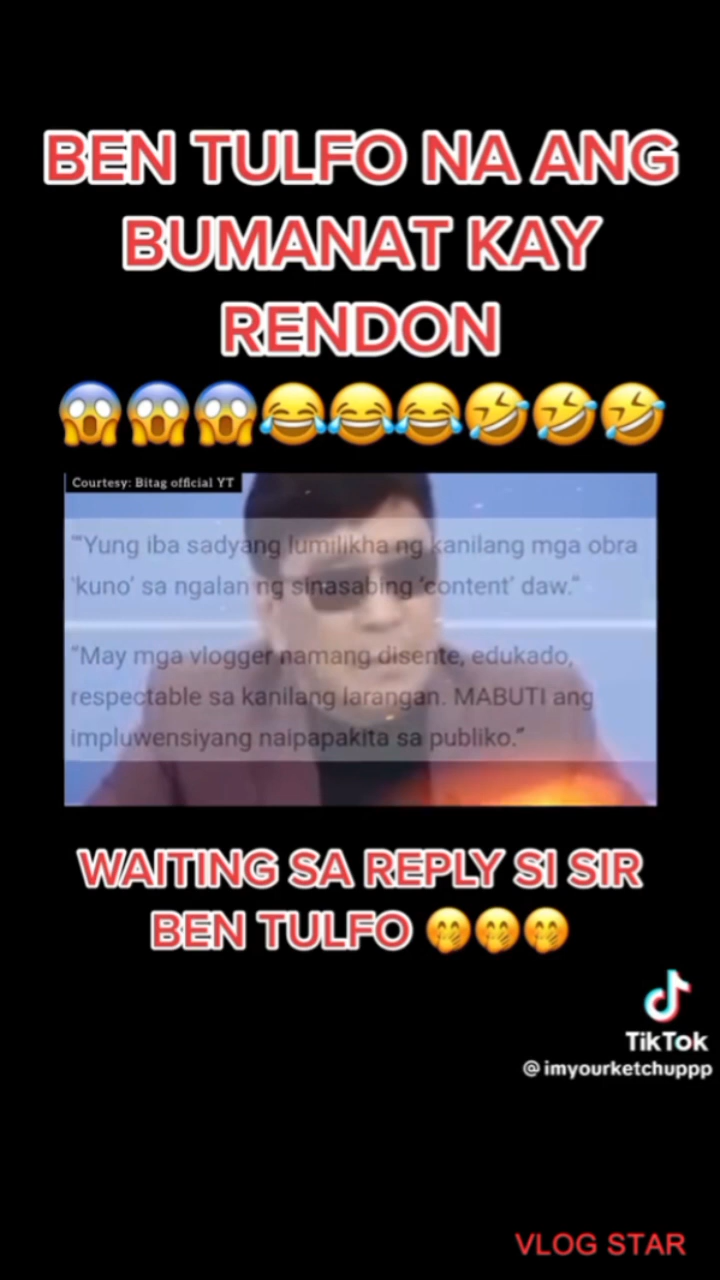 BEN TULFO NA ANG
BUMANAT KAY
RENDON
😱😱😱😂😂😂🤣🤣🤣
Courtesy: Bitag official YT
"'Yung iba sadyang lumilikha ng kanilang mga obra
'kuno' sa ngalan ng sinasabing 'content' daw."
"May mga vlogger namang disente, edukado,
respectable sa kanilang larangan. MABUTI ang
impluwensiyang naipapakita sa publiko."
WAITING SA REPLY SI SIR
BEN TULFO 🤭🤭🤭
TikTok
@imyourketchuppp
VLOG STAR